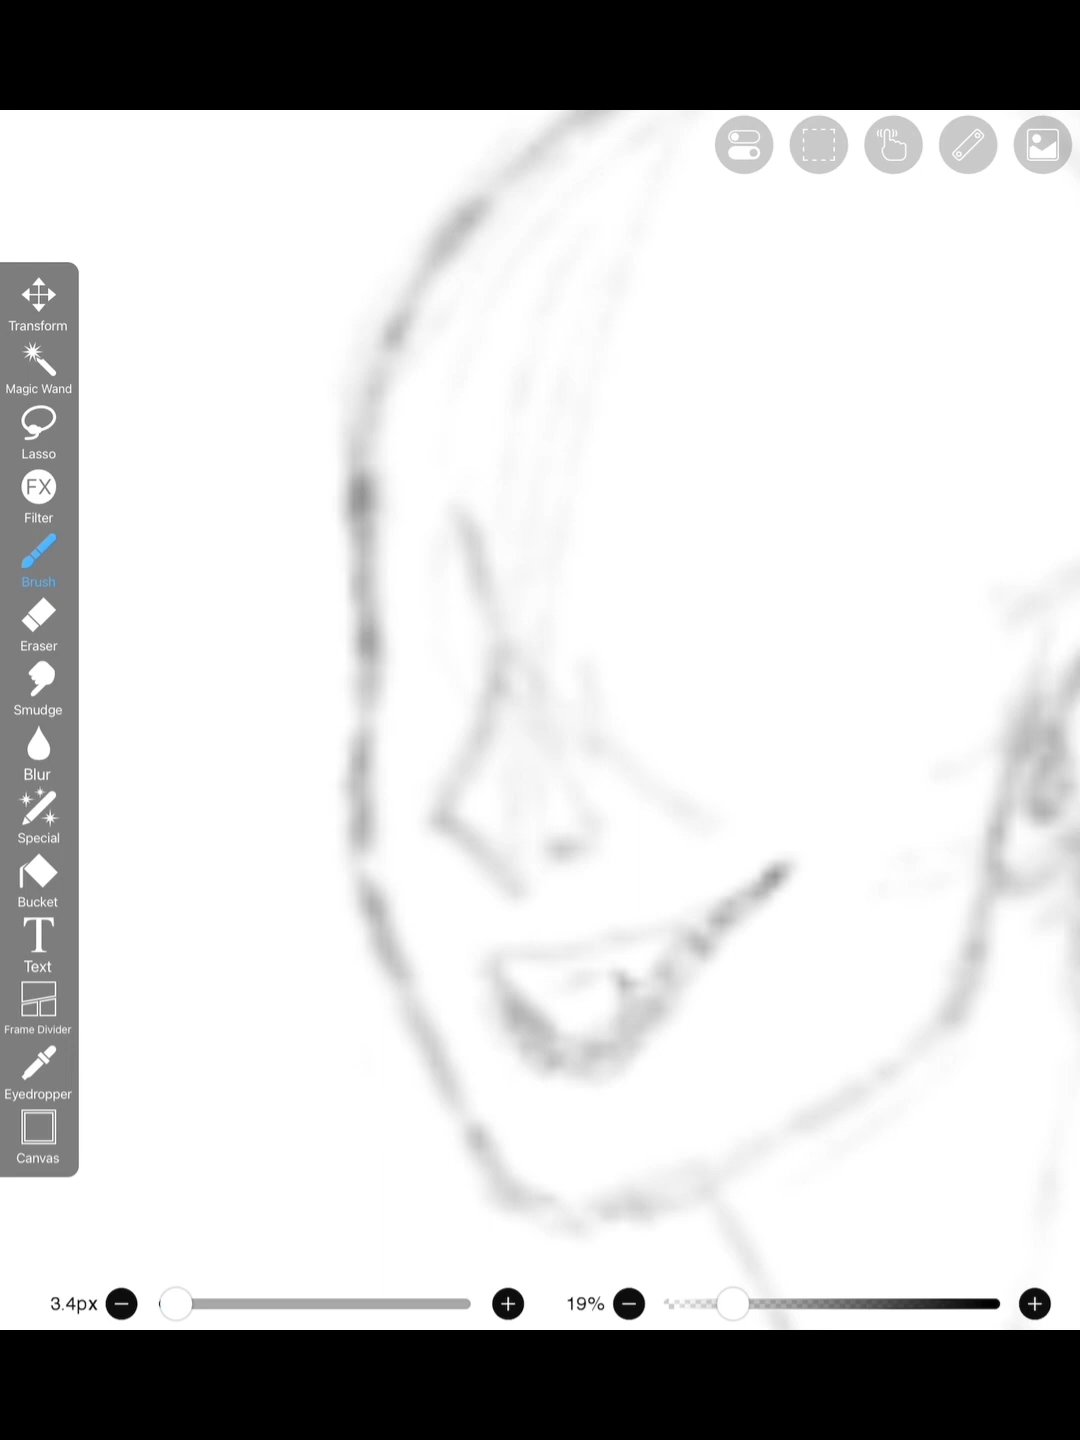 Transform
Magic Wand
Lasso
FX
Filter
Brush
Eraser
Smudge
Blur
Special
Bucket
T
Text
Frame Divider
Eyedropper
Canvas
3.4px
19%